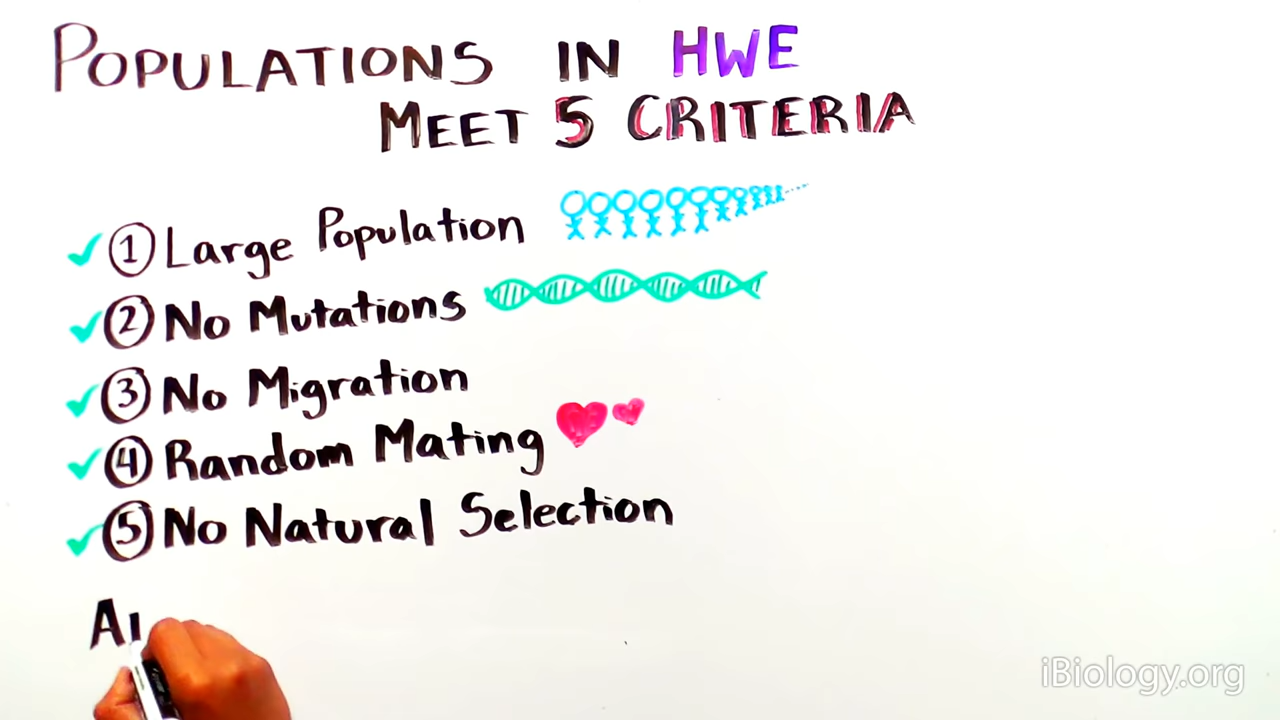 POPULATIONS IN HWE
MEET 5 CRITERIA
1 Large Population
2 No Mutations
3 No Migration
4 Random Mating
5 No Natural Selection
iBiology.org